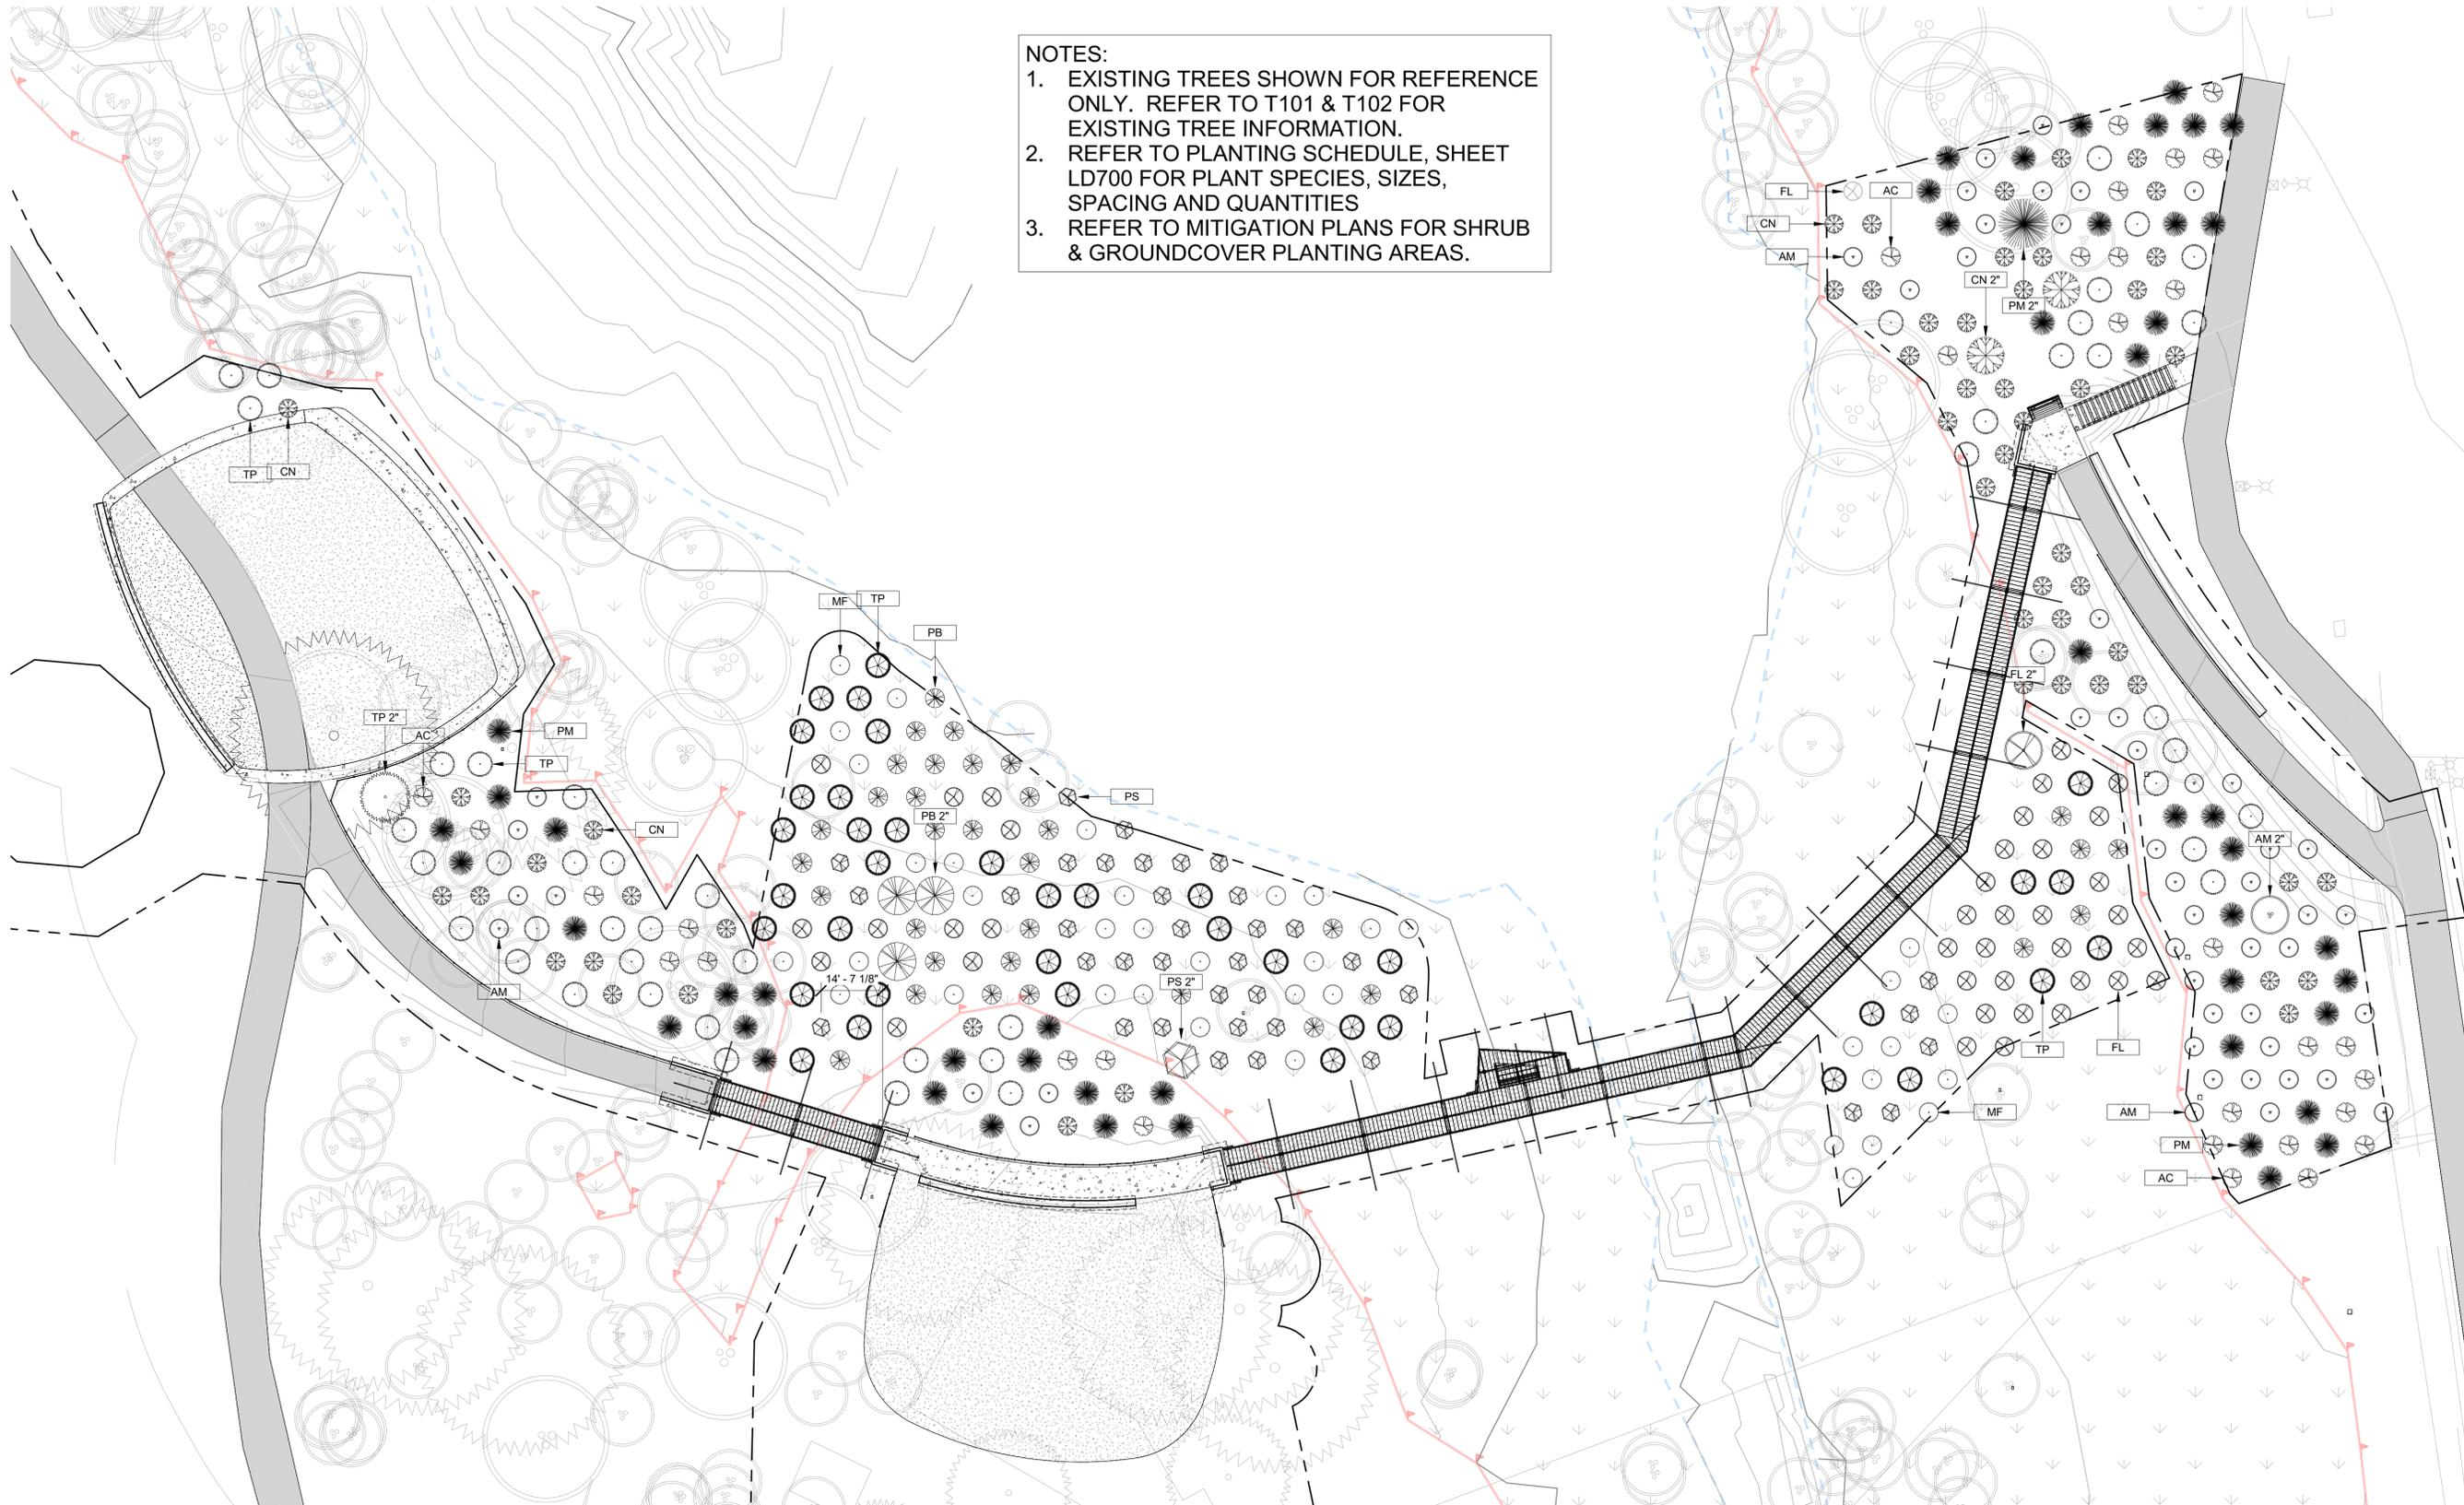 NOTES:
1. EXISTING TREES SHOWN FOR REFERENCE
ONLY. REFER TO T101 & T102 FOR
EXISTING TREE INFORMATION.
2. REFER TO PLANTING SCHEDULE, SHEET
LD700 FOR PLANT SPECIES, SIZES,
SPACING AND QUANTITIES
3. REFER TO MITIGATION PLANS FOR SHRUB
& GROUNDCOVER PLANTING AREAS.
FL
AC
CN
AM
CN 2"
PM 2"
TP
CN
MF
TP
PB
FL 2"
TP 2"
AC
PM
TP
PS
PB 2"
CN
AM 2"
14' - 7 1/8"
PS 2"
AM
TP
FL
MF
AM
PM
AC